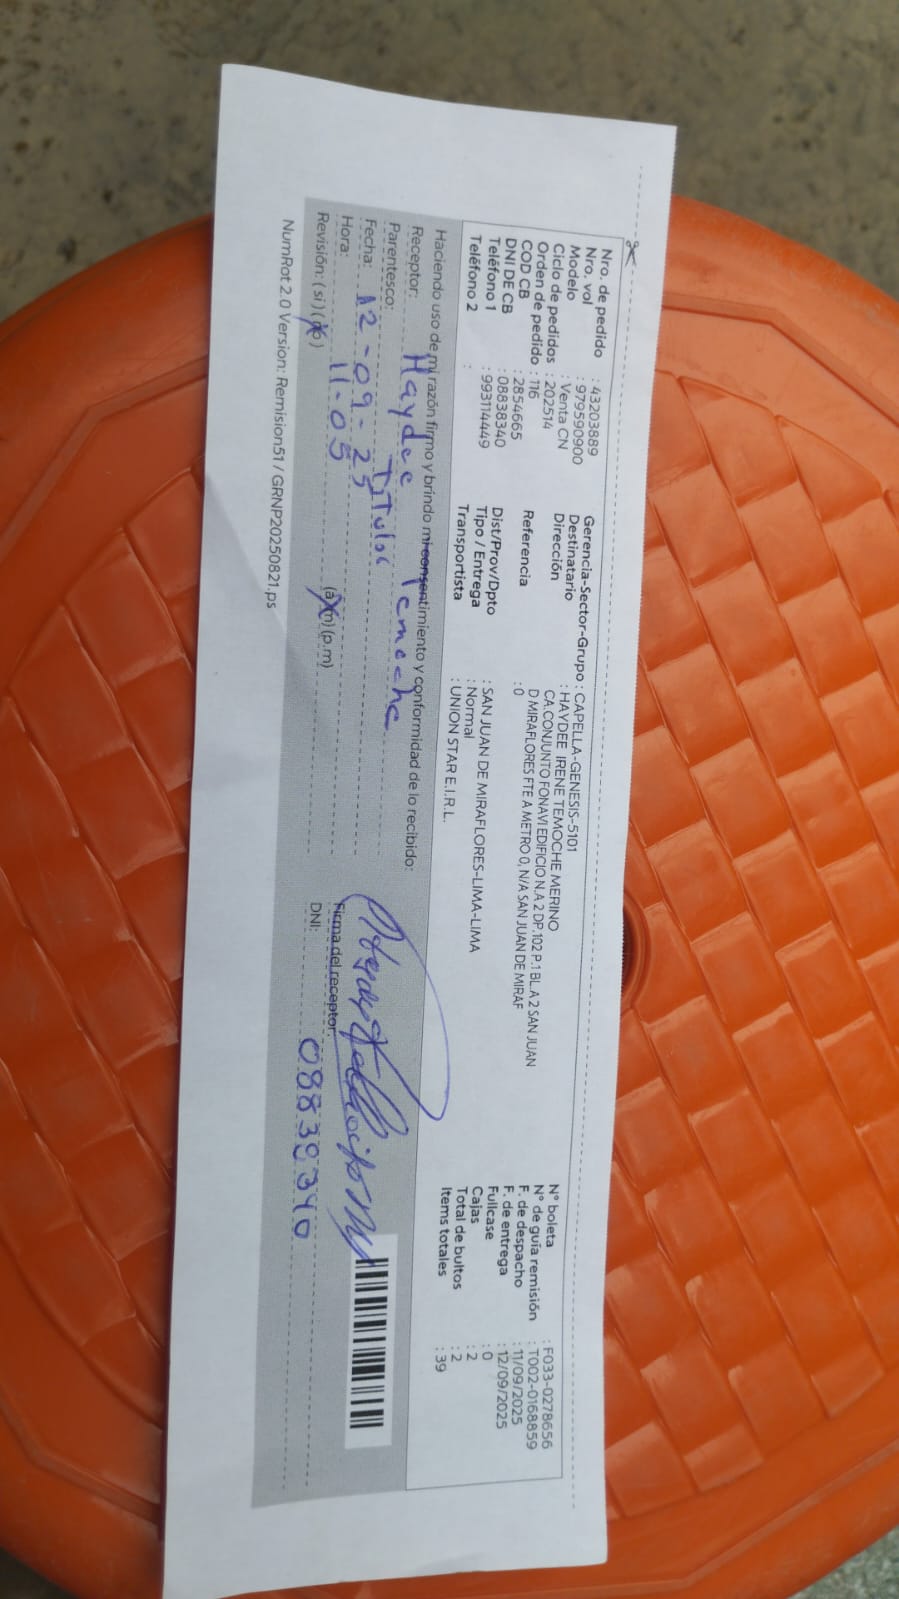 Nro. de pedido : 43203889
Nro. vol : 979590900
Modelo : Venta CN
Ciclo de pedidos : 202514
Orden de pedido : 116
COD CB : 2854665
DNI DE CB : 08838340
Teléfono 1 : 993114449
Teléfono 2 :
Gerencia-Sector-Grupo : CAPELLA-GENESIS-5101
Destinatario : HAYDEE IRENE TEMOCHE MERINO
Dirección CA.CONJUNTO FONAVI EDIFICIO N.A 2 DP.102 P.1 BL.A 2 SAN JUAN
D MIRAFLORES FTE A METRO 0, N/A SAN JUAN DE MIRAF
Referencia : 0
Dist/Prov/Dpto : SAN JUAN DE MIRAFLORES-LIMA-LIMA
Tipo / Entrega : Normal
Transportista : UNION STAR E.I.R.L.
N° boleta : F033-0278656
N° de guía remisión : T002-0168859
F. de despacho : 11/09/2025
F. de entrega : 12/09/2025
Fullcase : 0
Cajas : 2
Total de bultos : 2
Items totales : 39
Haciendo uso de mi razón firmo y brindo mi consentimiento y conformidad de lo recibido:
Receptor: Haydee Temoche
Parentesco: Titular
Fecha: 12-09-25
Hora: 11-05 (a.m) (p.m)
Revisión: ( si ) ( no )
Firma del receptor:
DNI: 08838340
NumRot 2.0 Version: Remision51 / GRNP20250821.ps